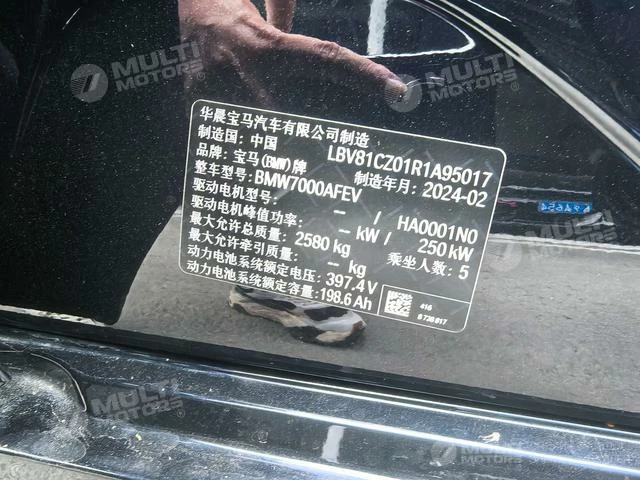 MULTI
MOTORS
MULTI
MOTORS
华晨宝马汽车有限公司制造
制造国: 中国 LBV81CZ01R1A95017
品牌: 宝马(BMW)牌 制造年月: 2024-02
整车型号: BMW7000AFEV
驱动电机型号: — / HA0001N0
驱动电机峰值功率: — kW / 250 kW
最大允许总质量: 2580 kg 乘坐人数: 5
最大允许牵引质量: — kg
动力电池系统额定电压: 397.4V
动力电池系统额定容量: 198.6Ah
416
MULTI
MOTORS
MULTI
MOTORS